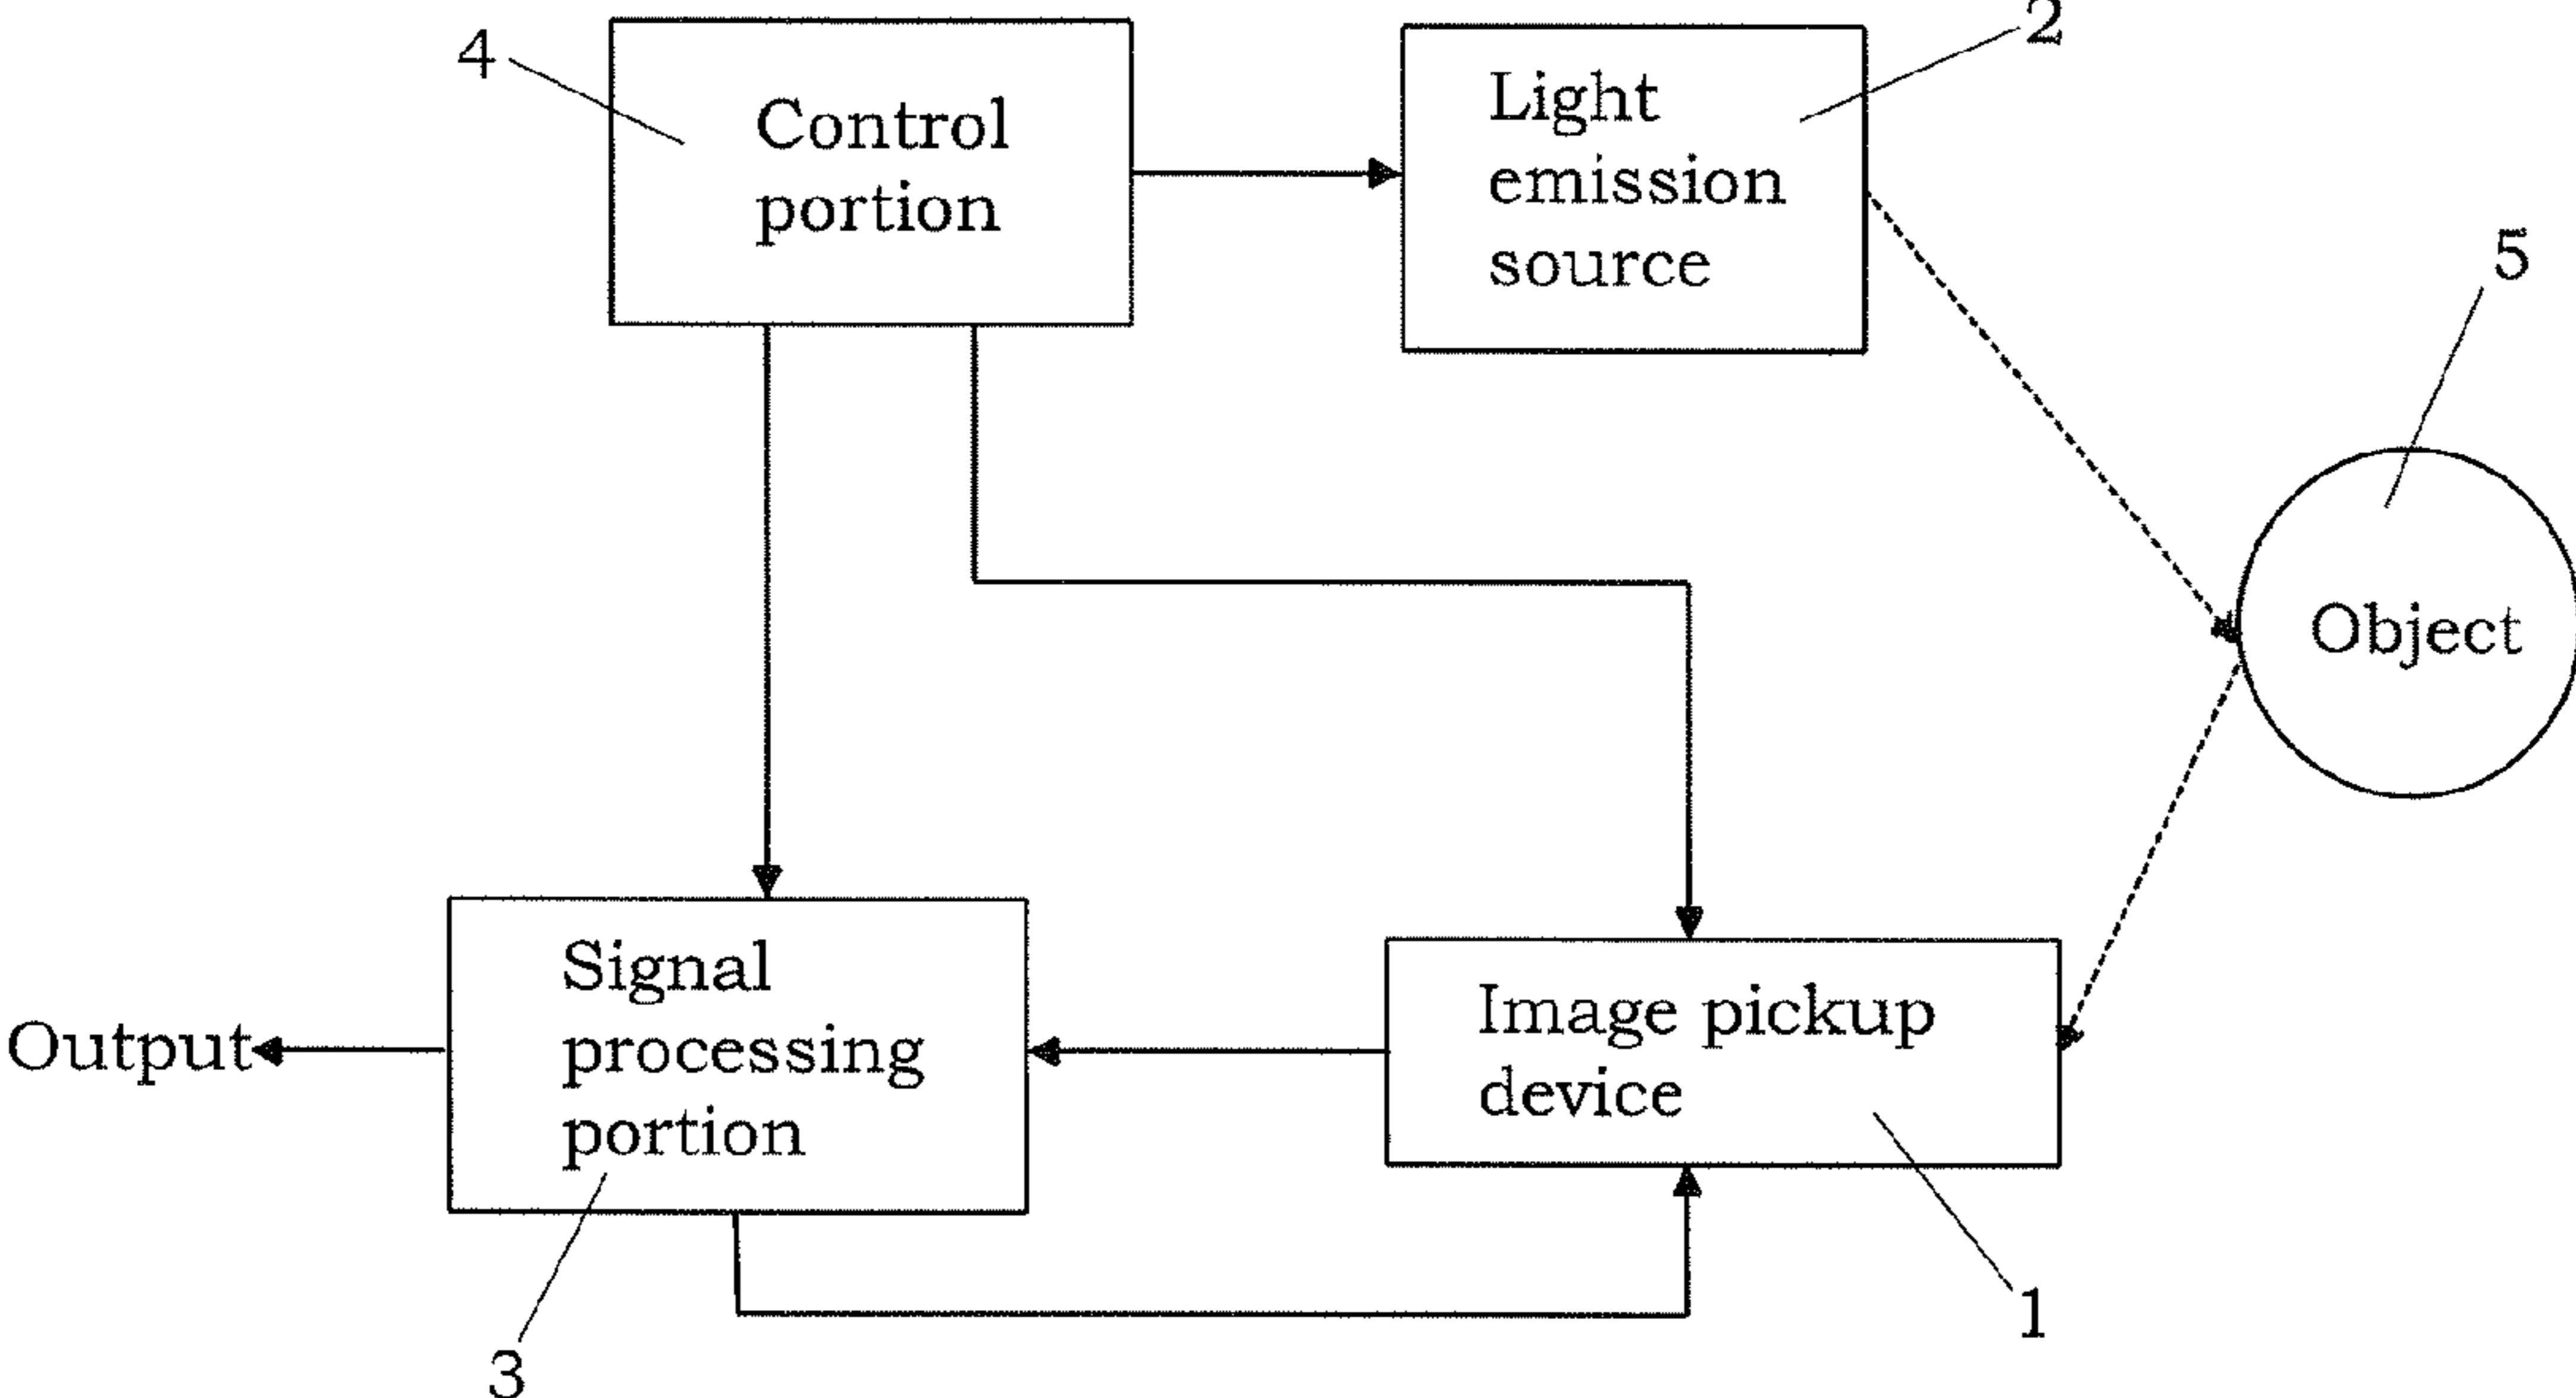 4
Control
portion
2
Light
emission
source
5
Object
Signal
processing
portion
Output
Image pickup
device
1
3